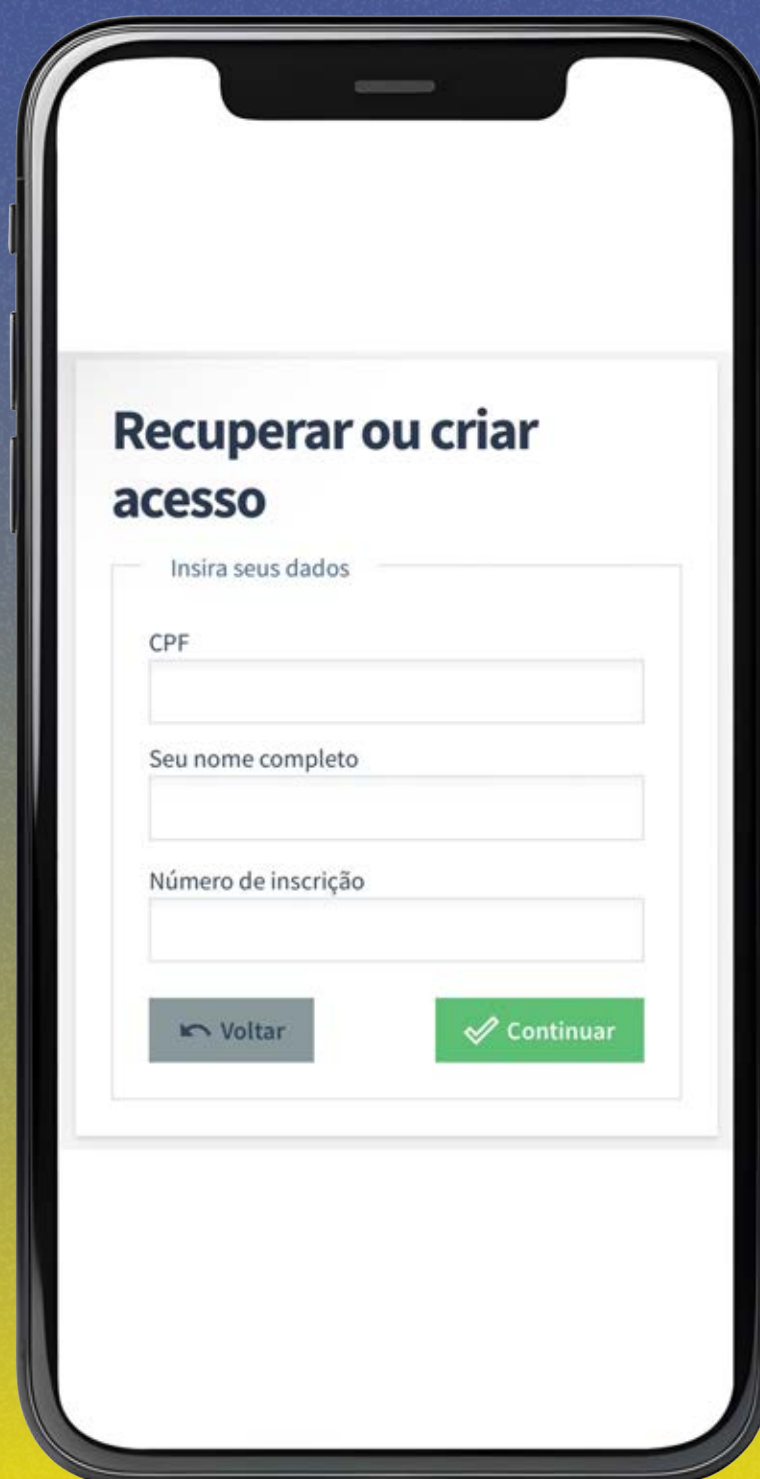 Recuperar ou criar
acesso
Insira seus dados
CPF
Seu nome completo
Número de inscrição
Voltar
Continuar